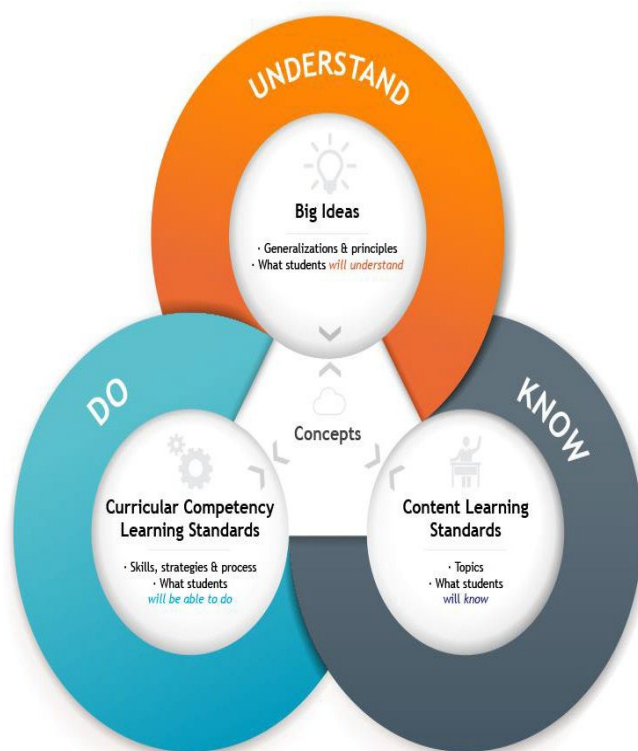 UNDERSTAND
Big Ideas
· Generalizations & principles
· What students will understand
DO
KNOW
Concepts
Curricular Competency
Learning Standards
· Skills, strategies & process
· What students
will be able to do
Content Learning
Standards
· Topics
· What students
will know